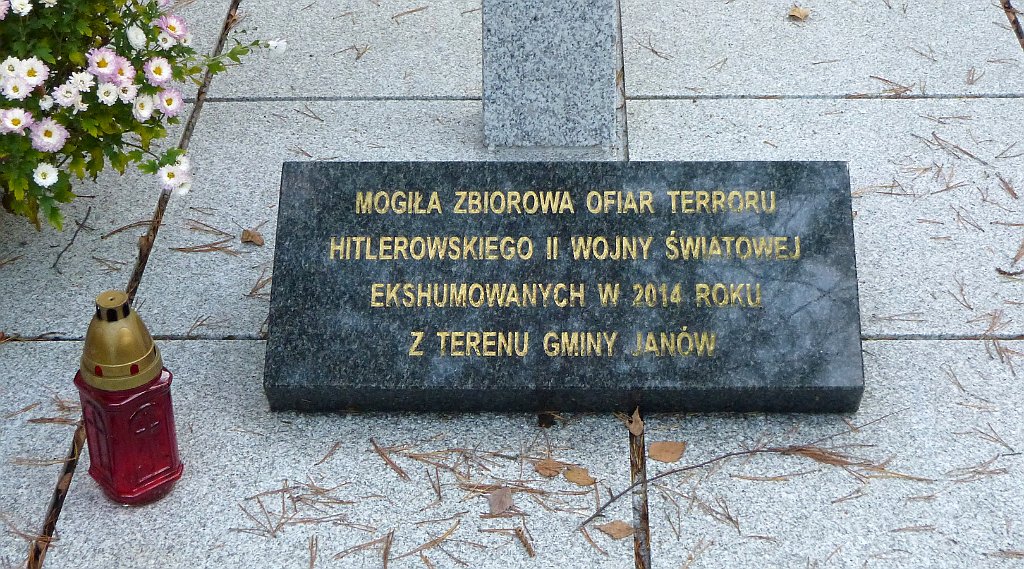 MOGIŁA ZBIOROWA OFIAR TERRORU
HITLEROWSKIEGO II WOJNY ŚWIATOWEJ
EKSHUMOWANYCH W 2014 ROKU
Z TERENU GMINY JANÓW